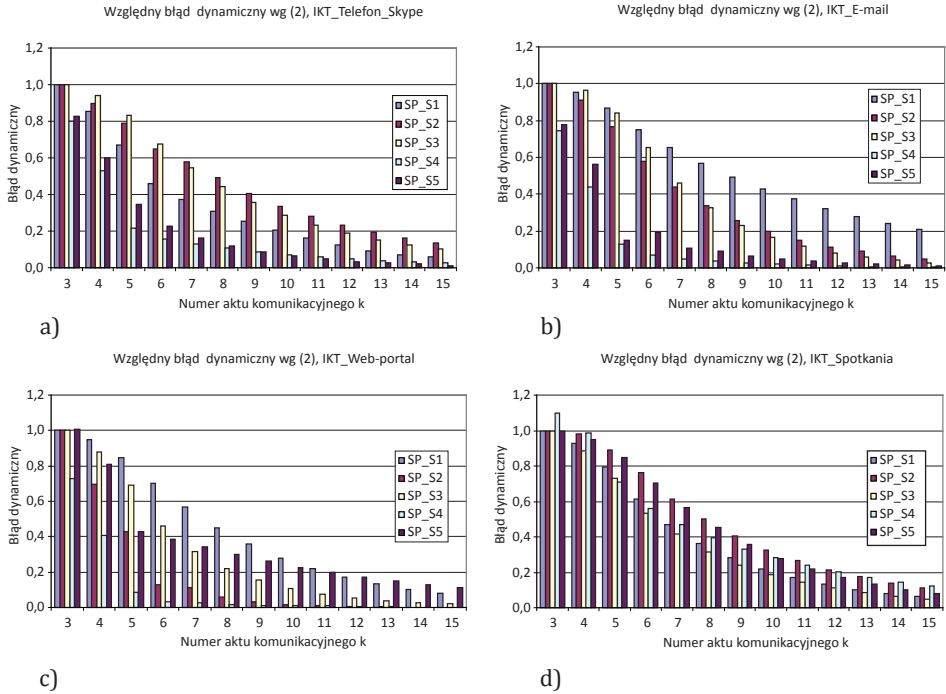 Względny błąd dynamiczny wg (2), IKT_Telefon_Skype
1,2
1,0
0,8
0,6
0,4
0,2
0,0
Błąd dynamiczny
SP_S1
SP_S2
SP_S3
SP_S4
SP_S5
3 4 5 6 7 8 9 10 11 12 13 14 15
Numer aktu komunikacyjnego k
a)
Względny błąd dynamiczny wg (2), IKT_E-mail
1,2
1,0
0,8
0,6
0,4
0,2
0,0
Błąd dynamiczny
SP_S1
SP_S2
SP_S3
SP_S4
SP_S5
3 4 5 6 7 8 9 10 11 12 13 14 15
Numer aktu komunikacyjnego k
b)
Względny błąd dynamiczny wg (2), IKT_Web-portal
1,2
1,0
0,8
0,6
0,4
0,2
0,0
Błąd dynamiczny
SP_S1
SP_S2
SP_S3
SP_S4
SP_S5
3 4 5 6 7 8 9 10 11 12 13 14 15
Numer aktu komunikacyjnego k
c)
Względny błąd dynamiczny wg (2), IKT_Spotkania
1,2
1,0
0,8
0,6
0,4
0,2
0,0
Błąd dynamiczny
SP_S1
SP_S2
SP_S3
SP_S4
SP_S5
3 4 5 6 7 8 9 10 11 12 13 14 15
Numer aktu komunikacyjnego k
d)